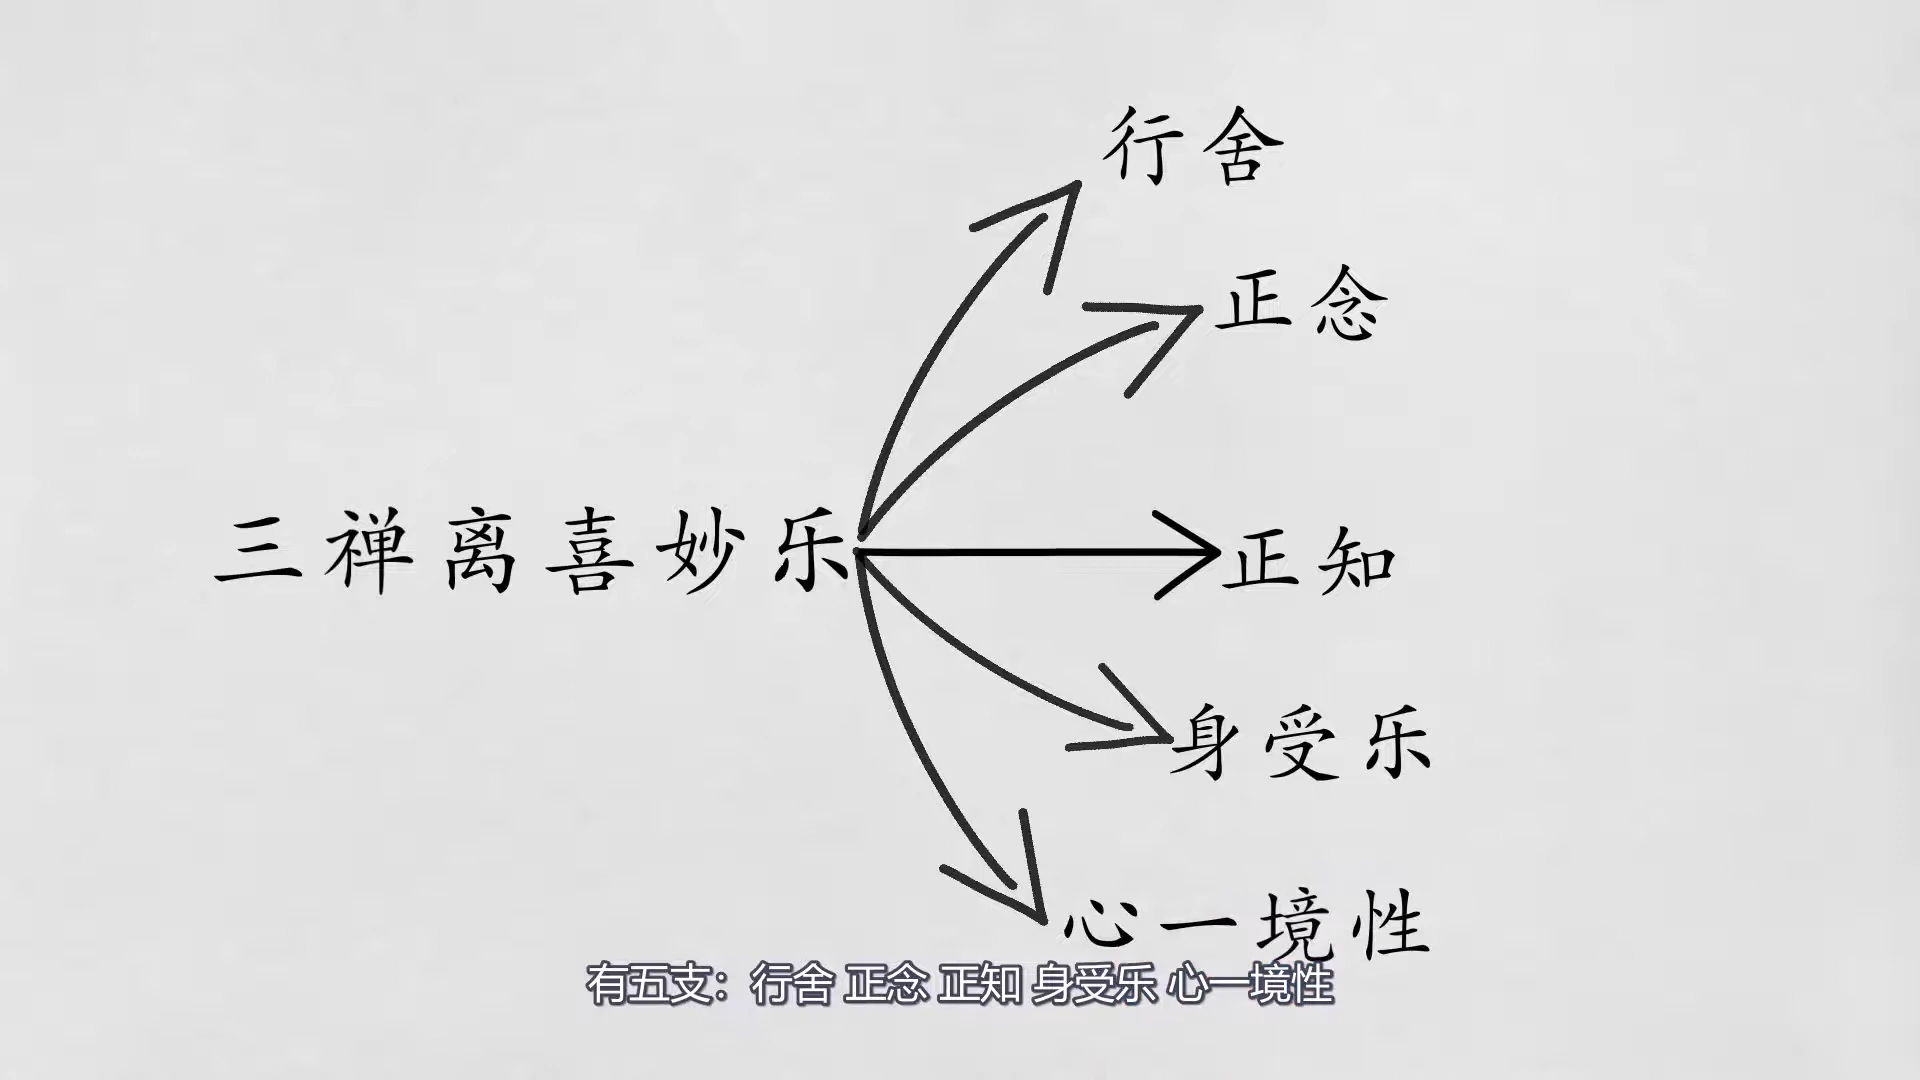 行舍
正念
三禅离喜妙乐
正知
身受乐
心一境性
有五支：行舍 正念 正知 身受乐 心一境性